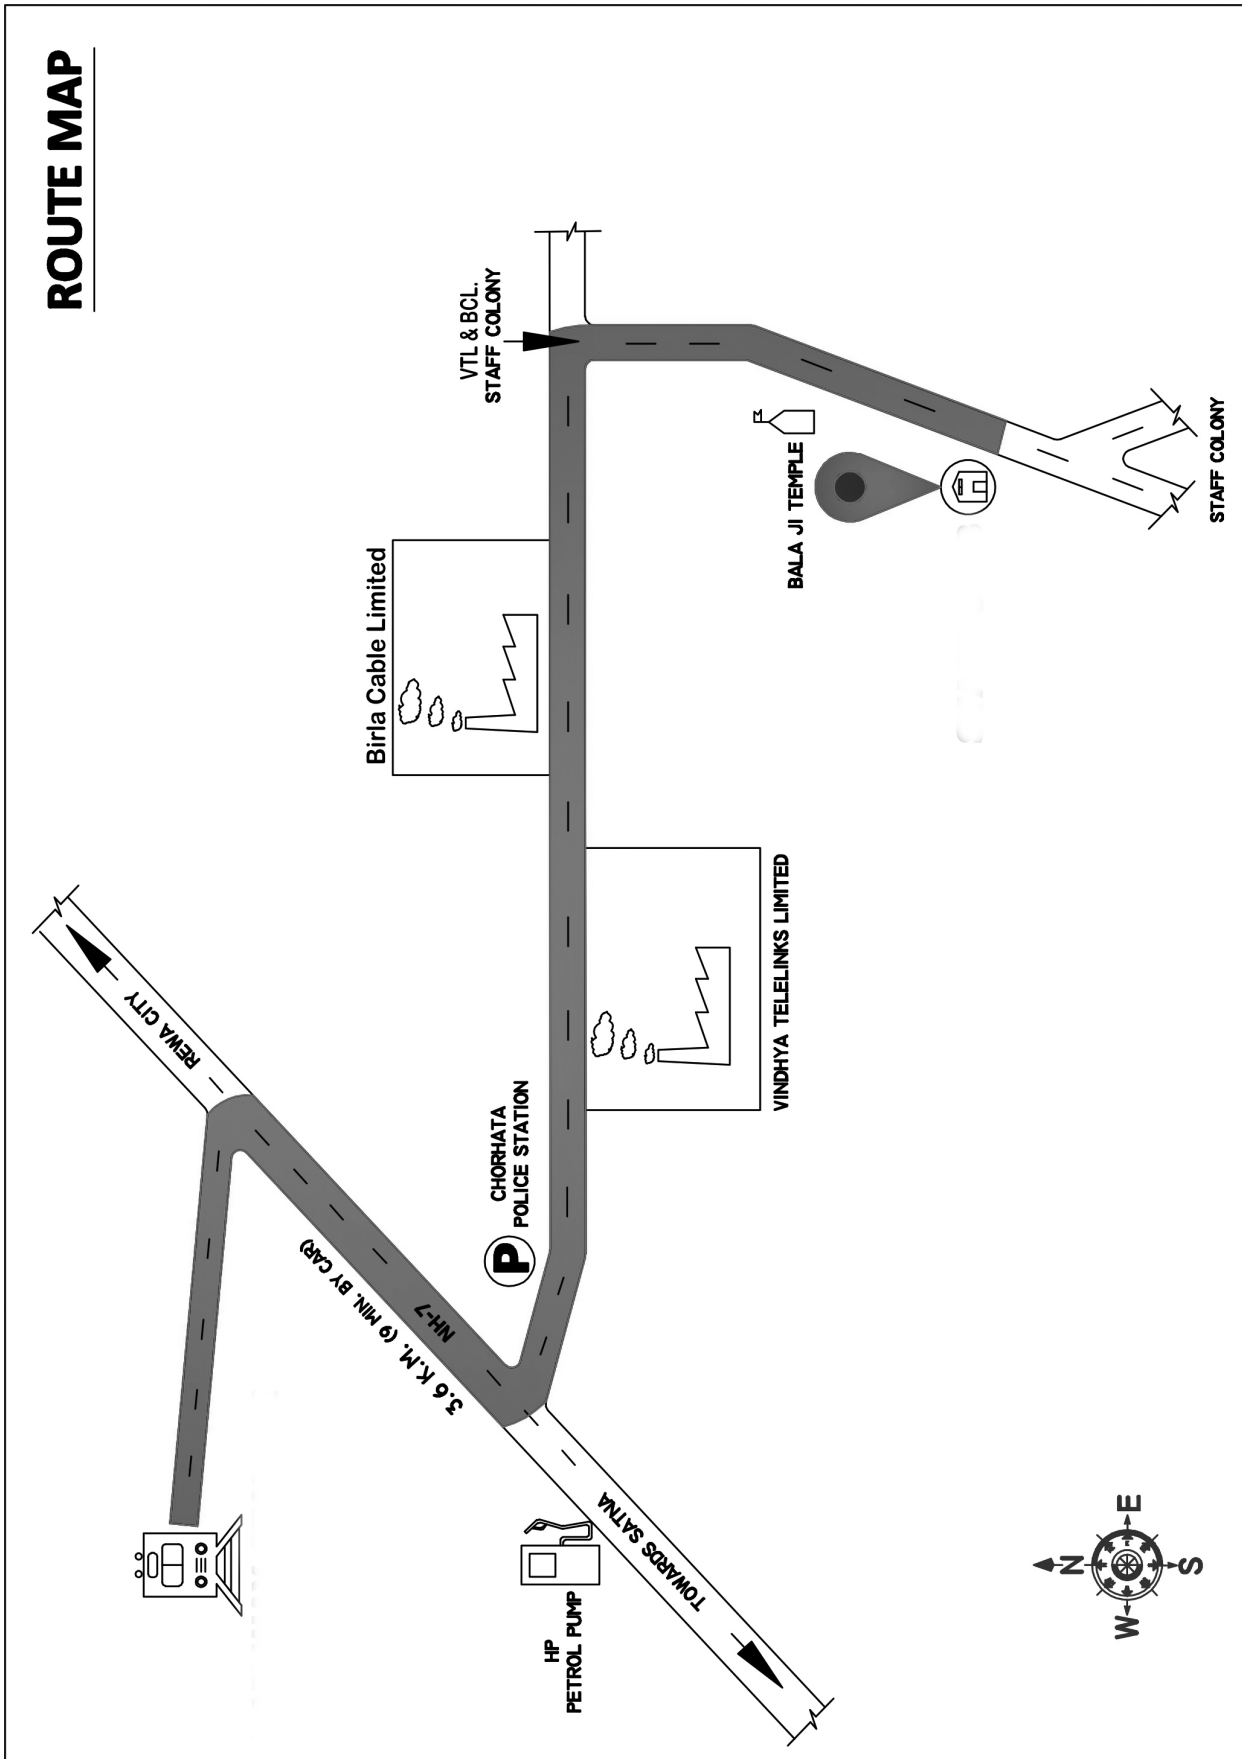 ROUTE MAP
REWA CITY
NH-7
3.6 K.M. (9 MIN. BY CAR)
HP
PETROL PUMP
TOWARDS SATNA
P
CHORHATA
POLICE STATION
Birla Cable Limited
VINDHYA TELELINKS LIMITED
VTL & BCL.
STAFF COLONY
BALA JI TEMPLE
STAFF COLONY
N
W
E
S